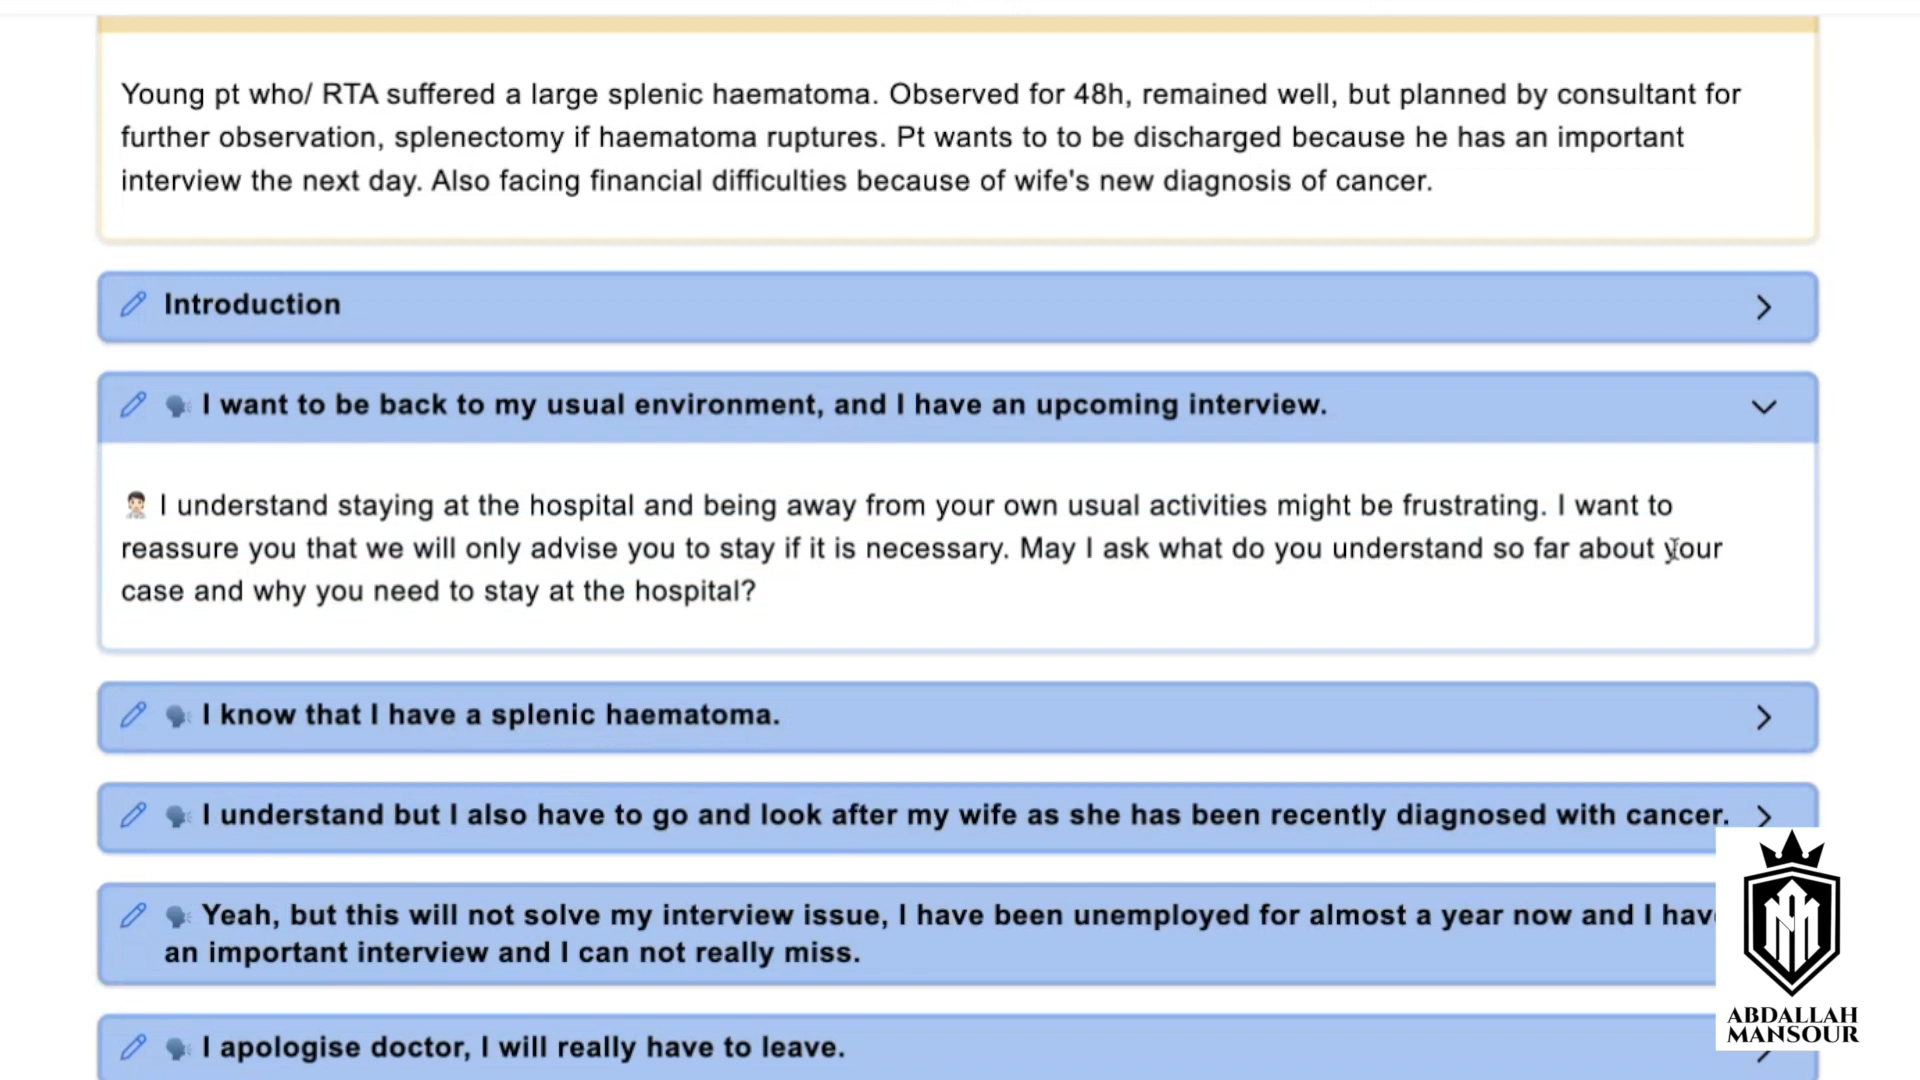 Young pt who/ RTA suffered a large splenic haematoma. Observed for 48h, remained well, but planned by consultant for
further observation, splenectomy if haematoma ruptures. Pt wants to to be discharged because he has an important
interview the next day. Also facing financial difficulties because of wife's new diagnosis of cancer.
Introduction
I want to be back to my usual environment, and I have an upcoming interview.
I understand staying at the hospital and being away from your own usual activities might be frustrating. I want to
reassure you that we will only advise you to stay if it is necessary. May I ask what do you understand so far about your
case and why you need to stay at the hospital?
I know that I have a splenic haematoma.
I understand but I also have to go and look after my wife as she has been recently diagnosed with cancer.
Yeah, but this will not solve my interview issue, I have been unemployed for almost a year now and I hav
an important interview and I can not really miss.
I apologise doctor, I will really have to leave.
ABDALLAH
MANSOUR